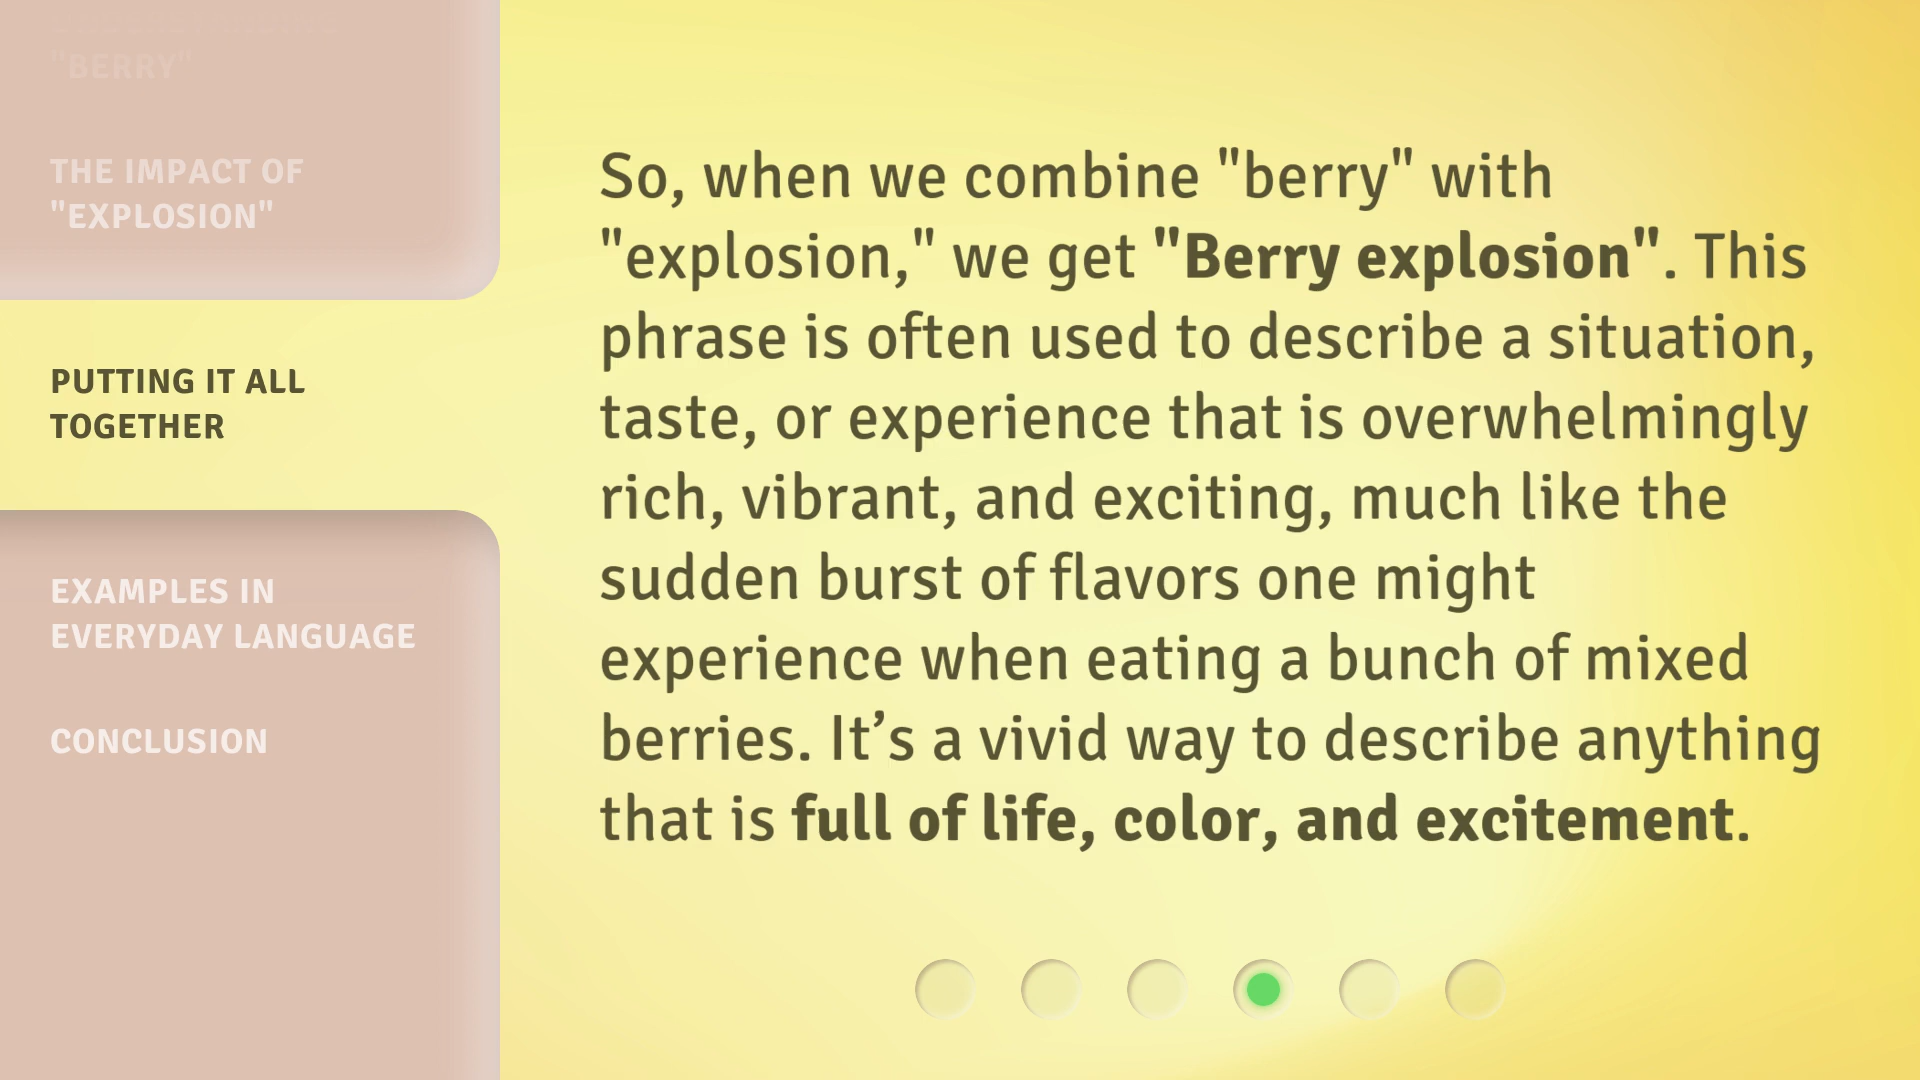 "BERRY"
THE IMPACT OF
"EXPLOSION"
PUTTING IT ALL
TOGETHER
EXAMPLES IN
EVERYDAY LANGUAGE
CONCLUSION
So, when we combine "berry" with
"explosion," we get "Berry explosion". This
phrase is often used to describe a situation,
taste, or experience that is overwhelmingly
rich, vibrant, and exciting, much like the
sudden burst of flavors one might
experience when eating a bunch of mixed
berries. It’s a vivid way to describe anything
that is full of life, color, and excitement.